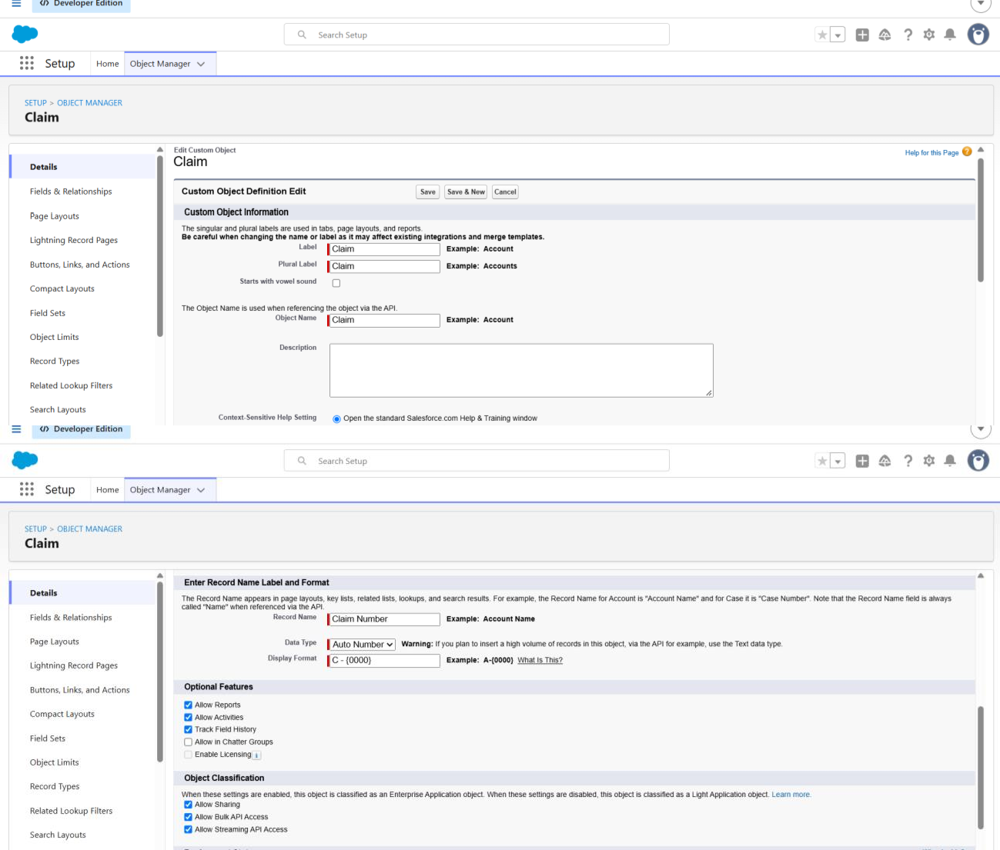 Developer Edition
Search Setup
Setup
Home
Object Manager
SETUP > OBJECT MANAGER
Claim
Details
Fields & Relationships
Page Layouts
Lightning Record Pages
Buttons, Links, and Actions
Compact Layouts
Field Sets
Object Limits
Record Types
Related Lookup Filters
Search Layouts
Edit Custom Object
Claim
Help for this Page
Custom Object Definition Edit
Save
Save & New
Cancel
Custom Object Information
The singular and plural labels are used in tabs, page layouts, and reports.
Be careful when changing the name or label as it may affect existing integrations and merge templates.
Label Claim Example: Account
Plural Label Claim Example: Accounts
Starts with vowel sound
The Object Name is used when referencing the object via the API.
Object Name Claim Example: Account
Description
Context-Sensitive Help Setting Open the standard Salesforce.com Help & Training window
Developer Edition
Search Setup
Setup
Home
Object Manager
SETUP > OBJECT MANAGER
Claim
Details
Fields & Relationships
Page Layouts
Lightning Record Pages
Buttons, Links, and Actions
Compact Layouts
Field Sets
Object Limits
Record Types
Related Lookup Filters
Search Layouts
Enter Record Name Label and Format
The Record Name appears in page layouts, key lists, related lists, lookups, and search results. For example, the Record Name for Account is "Account Name" and for Case it is "Case Number". Note that the Record Name field is always
called "Name" when referenced via the API.
Record Name Claim Number Example: Account Name
Data Type Auto Number Warning: If you plan to insert a high volume of records in this object, via the API for example, use the Text data type.
Display Format C - {0000} Example: A-{0000} What Is This?
Optional Features
Allow Reports
Allow Activities
Track Field History
Allow in Chatter Groups
Enable Licensing i
Object Classification
When these settings are enabled, this object is classified as an Enterprise Application object. When these settings are disabled, this object is classified as a Light Application object. Learn more.
Allow Sharing
Allow Bulk API Access
Allow Streaming API Access